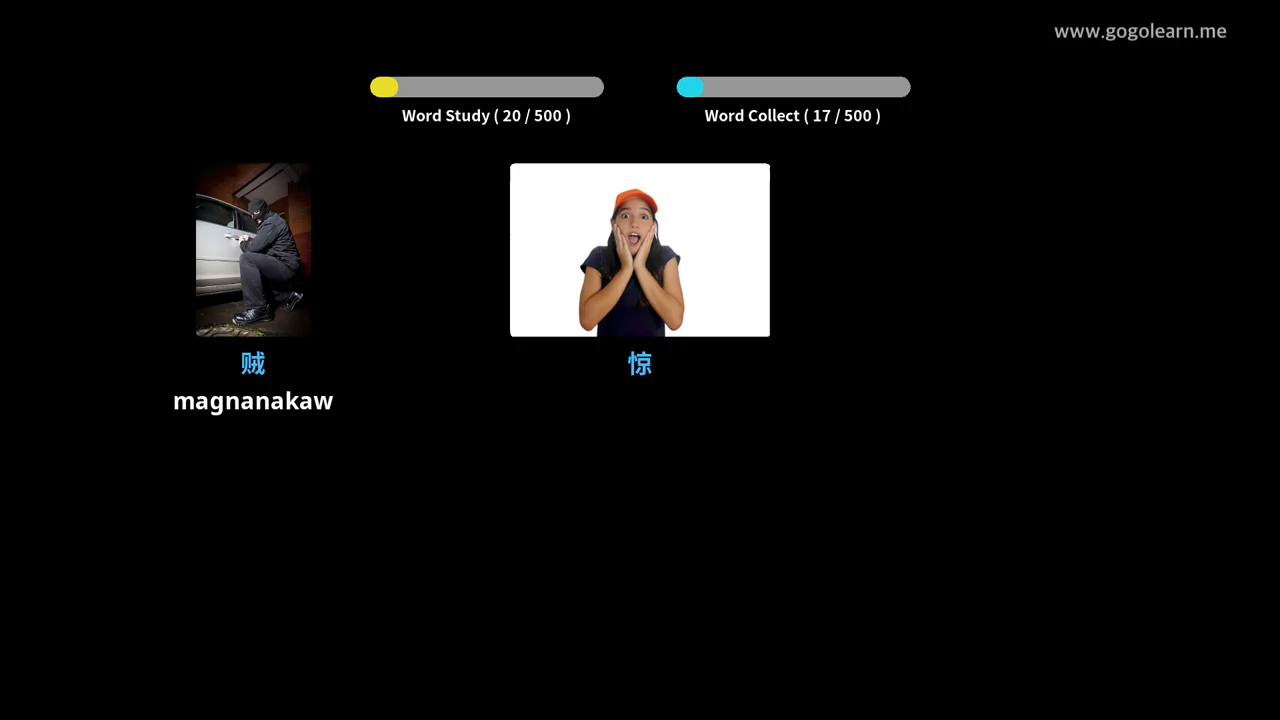 www.gogolearn.me
Word Study ( 20 / 500 )
Word Collect ( 17 / 500 )
贼
惊
magnanakaw